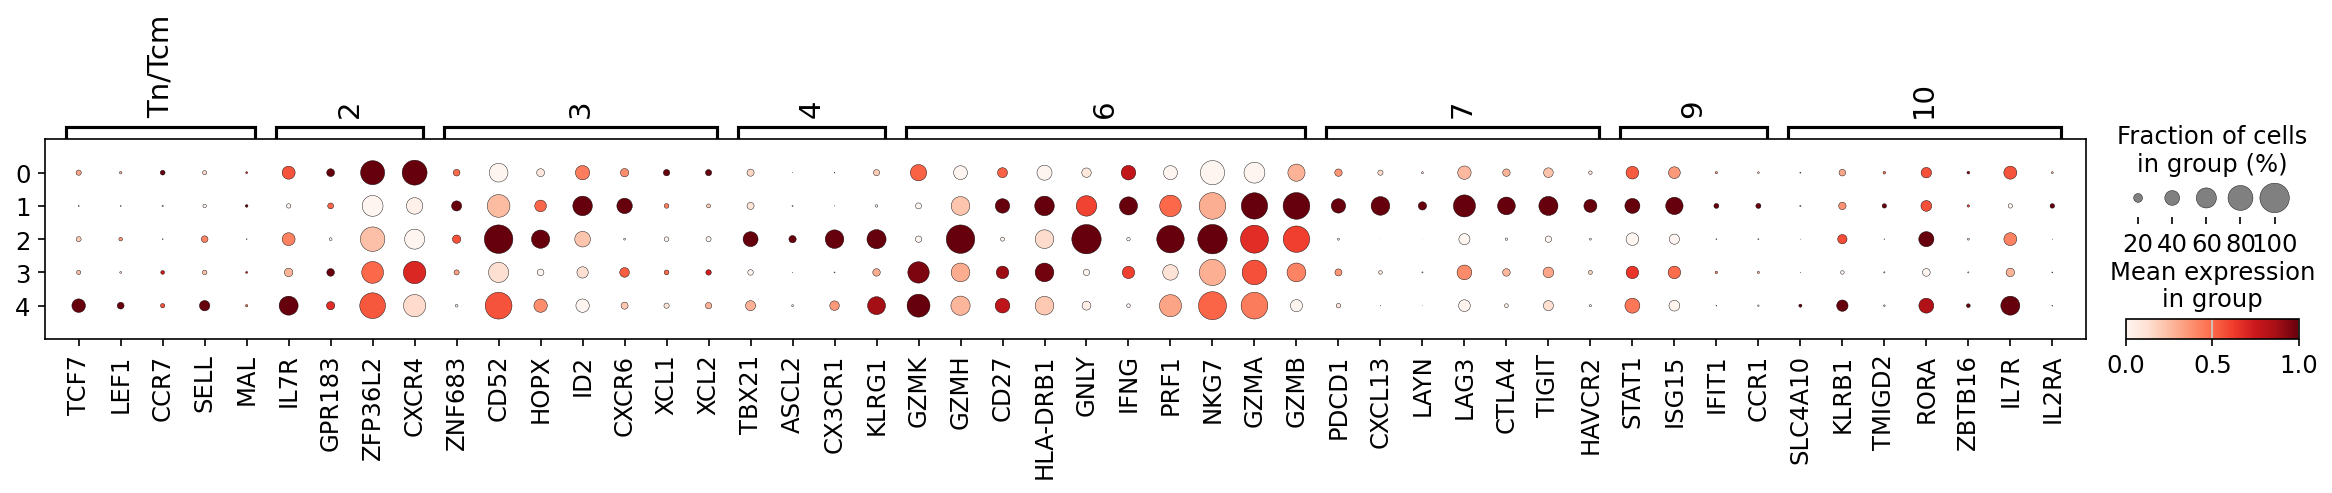 Tn/Tcm
2
3
4
6
7
9
10
0
1
2
3
4
TCF7
LEF1
CCR7
SELL
MAL
IL7R
GPR183
ZFP36L2
CXCR4
ZNF683
CD52
HOPX
ID2
CXCR6
XCL1
XCL2
TBX21
ASCL2
CX3CR1
KLRG1
GZMK
GZMH
CD27
HLA-DRB1
GNLY
IFNG
PRF1
NKG7
GZMA
GZMB
PDCD1
CXCL13
LAYN
LAG3
CTLA4
TIGIT
HAVCR2
STAT1
ISG15
IFIT1
CCR1
SLC4A10
KLRB1
TMIGD2
RORA
ZBTB16
IL7R
IL2RA
Fraction of cells
in group (%)
20 40 60 80 100
Mean expression
in group
0.0 0.5 1.0